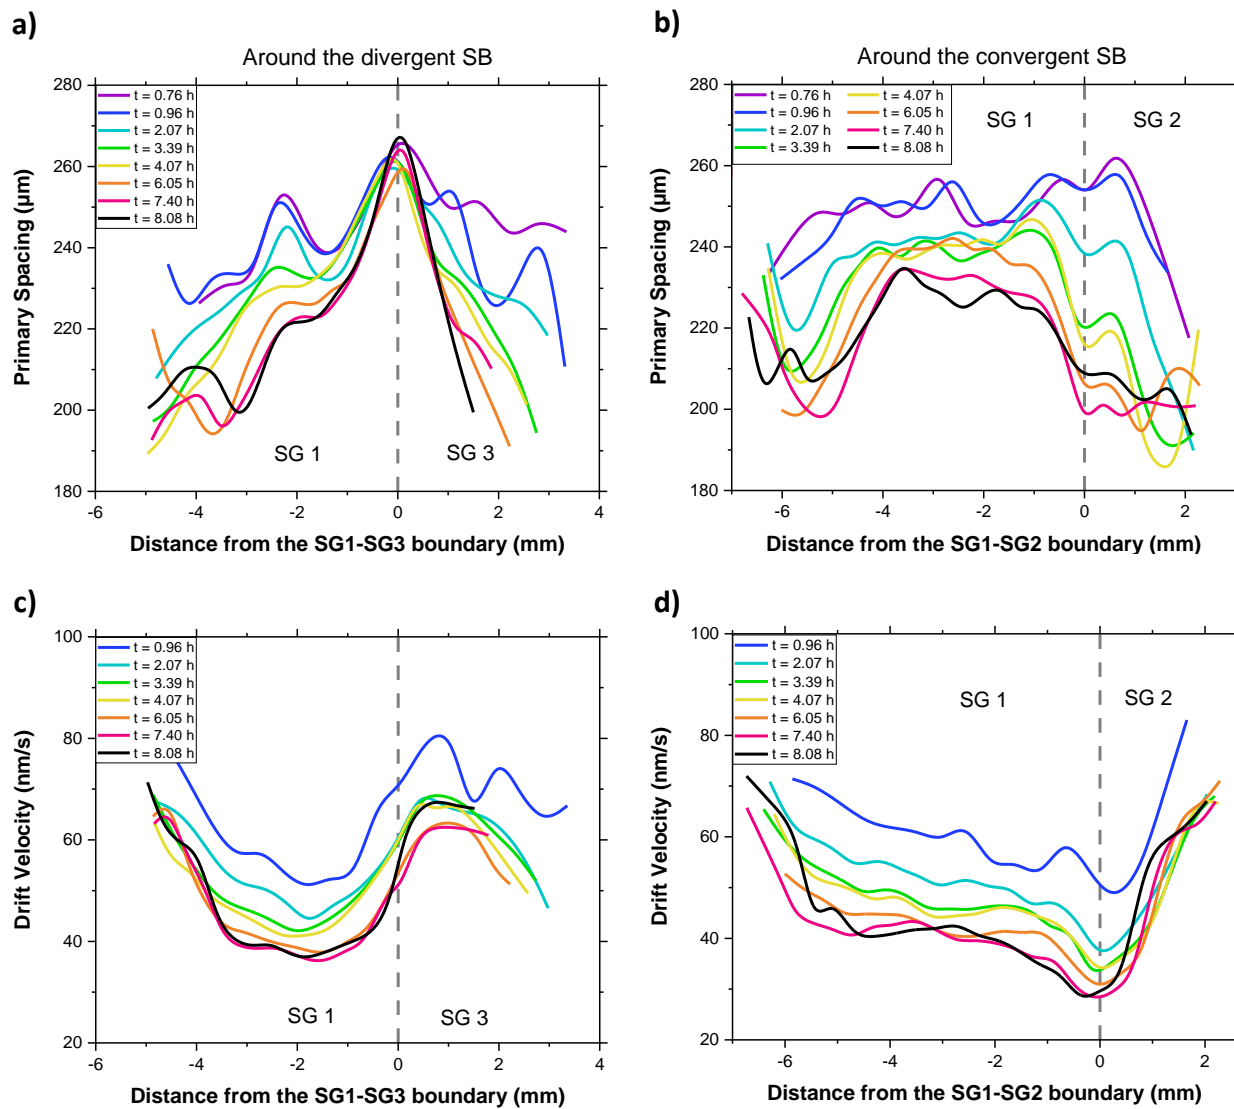 a)
Around the divergent SB
280
260
240
220
200
180
Primary Spacing (µm)
t = 0.76 h
t = 0.96 h
t = 2.07 h
t = 3.39 h
t = 4.07 h
t = 6.05 h
t = 7.40 h
t = 8.08 h
SG 1
SG 3
-6
-4
-2
0
2
4
Distance from the SG1-SG3 boundary (mm)
b)
Around the convergent SB
280
260
240
220
200
180
Primary Spacing (µm)
t = 0.76 h
t = 0.96 h
t = 2.07 h
t = 3.39 h
t = 4.07 h
t = 6.05 h
t = 7.40 h
t = 8.08 h
SG 1
SG 2
-6
-4
-2
0
2
Distance from the SG1-SG2 boundary (mm)
c)
100
80
60
40
20
Drift Velocity (nm/s)
t = 0.96 h
t = 2.07 h
t = 3.39 h
t = 4.07 h
t = 6.05 h
t = 7.40 h
t = 8.08 h
SG 1
SG 3
-6
-4
-2
0
2
4
Distance from the SG1-SG3 boundary (mm)
d)
100
80
60
40
20
Drift Velocity (nm/s)
t = 0.96 h
t = 2.07 h
t = 3.39 h
t = 4.07 h
t = 6.05 h
t = 7.40 h
t = 8.08 h
SG 1
SG 2
-6
-4
-2
0
2
Distance from the SG1-SG2 boundary (mm)